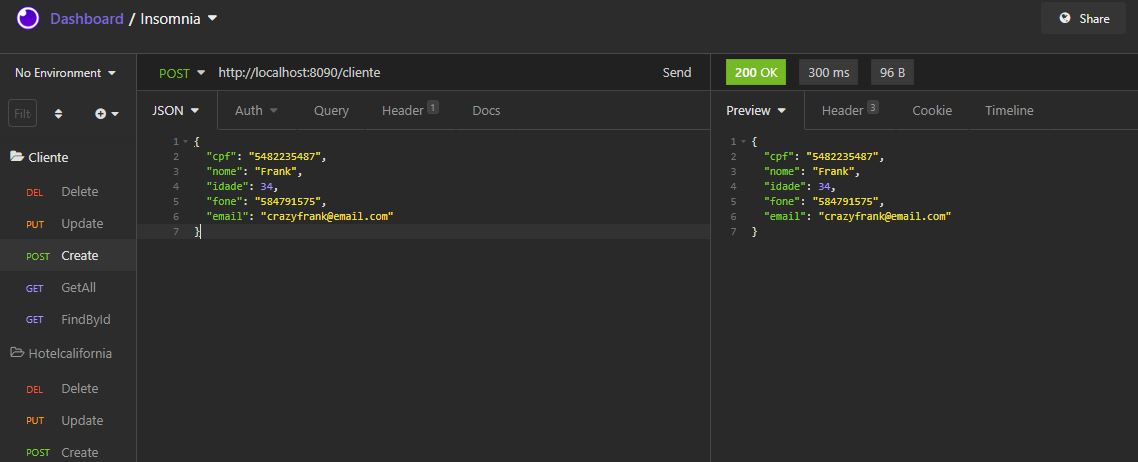 Dashboard / Insomnia
Share
No Environment
POST http://localhost:8090/cliente Send
200 OK 300 ms 96 B
JSON Auth Query Header 1 Docs
Preview Header 3 Cookie Timeline
Cliente
DEL Delete
PUT Update
POST Create
GET GetAll
GET FindById
Hotelcalifornia
DEL Delete
PUT Update
POST Create
1 {
2 "cpf": "5482235487",
3 "nome": "Frank",
4 "idade": 34,
5 "fone": "584791575",
6 "email": "crazyfrank@email.com"
7 }
1 {
2 "cpf": "5482235487",
3 "nome": "Frank",
4 "idade": 34,
5 "fone": "584791575",
6 "email": "crazyfrank@email.com"
7 }